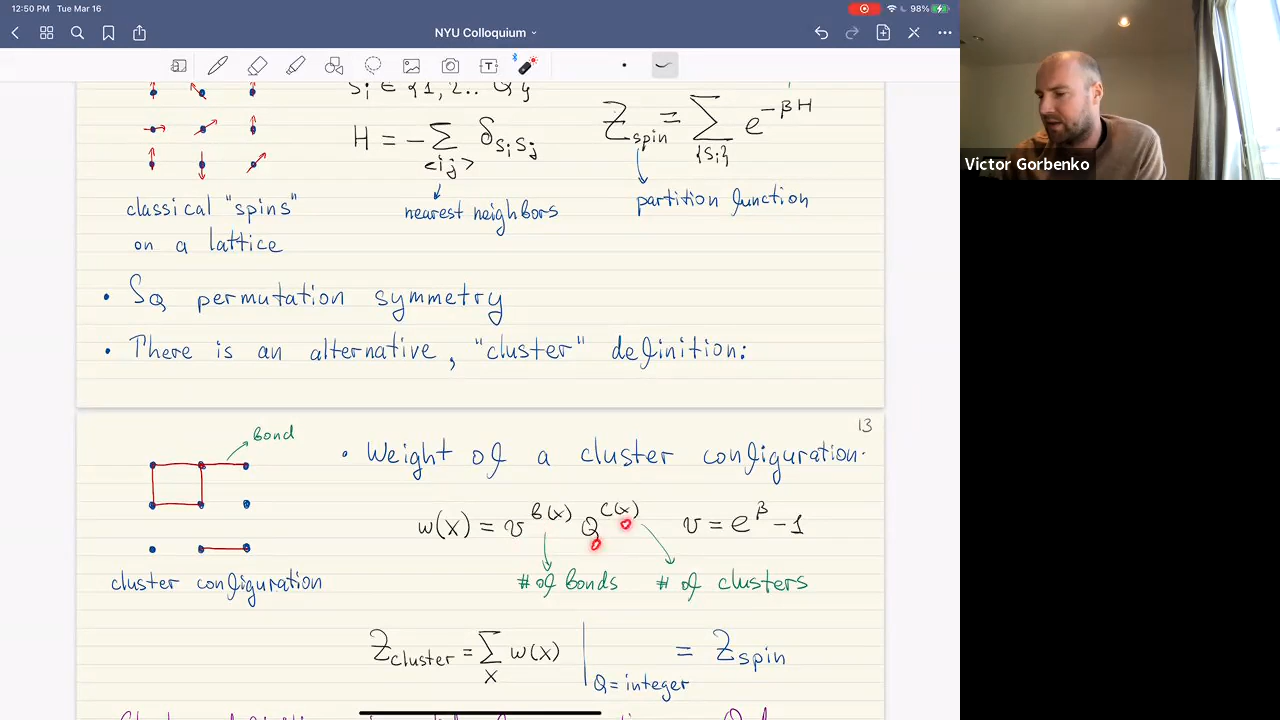 12:50 PM Tue Mar 16
98%
NYU Colloquium
H = - Σ δ_{s_i s_j}
<ij>
Z_spin = Σ e^{-βH}
{s_i}
classical "spins"
on a lattice
nearest neighbors
partition function
• S_Q permutation symmetry
• There is an alternative, "cluster" definition:
13
Bond
• Weight of a cluster configuration.
w(x) = v^{B(x)} Q^{C(x)} v = e^β - 1
# of bonds # of clusters
cluster configuration
Z_cluster = Σ w(x) | = Z_spin
x
Q = integer
Victor Gorbenko